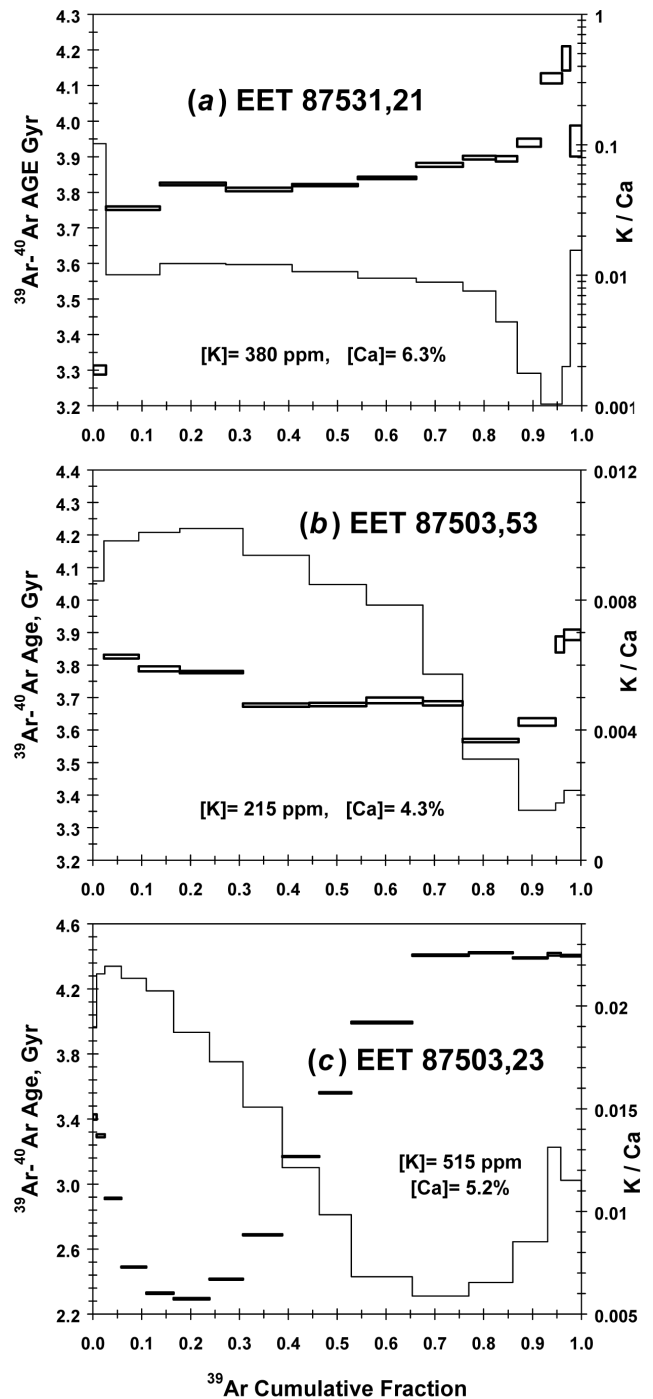 (a) EET 87531,21
39Ar-40Ar AGE Gyr
4.3
4.2
4.1
4.0
3.9
3.8
3.7
3.6
3.5
3.4
3.3
3.2
1
0.1
0.01
0.001
K / Ca
[K]= 380 ppm, [Ca]= 6.3%
0.0 0.1 0.2 0.3 0.4 0.5 0.6 0.7 0.8 0.9 1.0
(b) EET 87503,53
39Ar-40Ar Age, Gyr
4.4
4.3
4.2
4.1
4.0
3.9
3.8
3.7
3.6
3.5
3.4
3.3
3.2
0.012
0.008
0.004
0
K / Ca
[K]= 215 ppm, [Ca]= 4.3%
0.0 0.1 0.2 0.3 0.4 0.5 0.6 0.7 0.8 0.9 1.0
(c) EET 87503,23
39Ar-40Ar Age, Gyr
4.6
4.2
3.8
3.4
3.0
2.6
2.2
0.02
0.015
0.01
0.005
K / Ca
[K]= 515 ppm
[Ca]= 5.2%
0.0 0.1 0.2 0.3 0.4 0.5 0.6 0.7 0.8 0.9 1.0
39Ar Cumulative Fraction